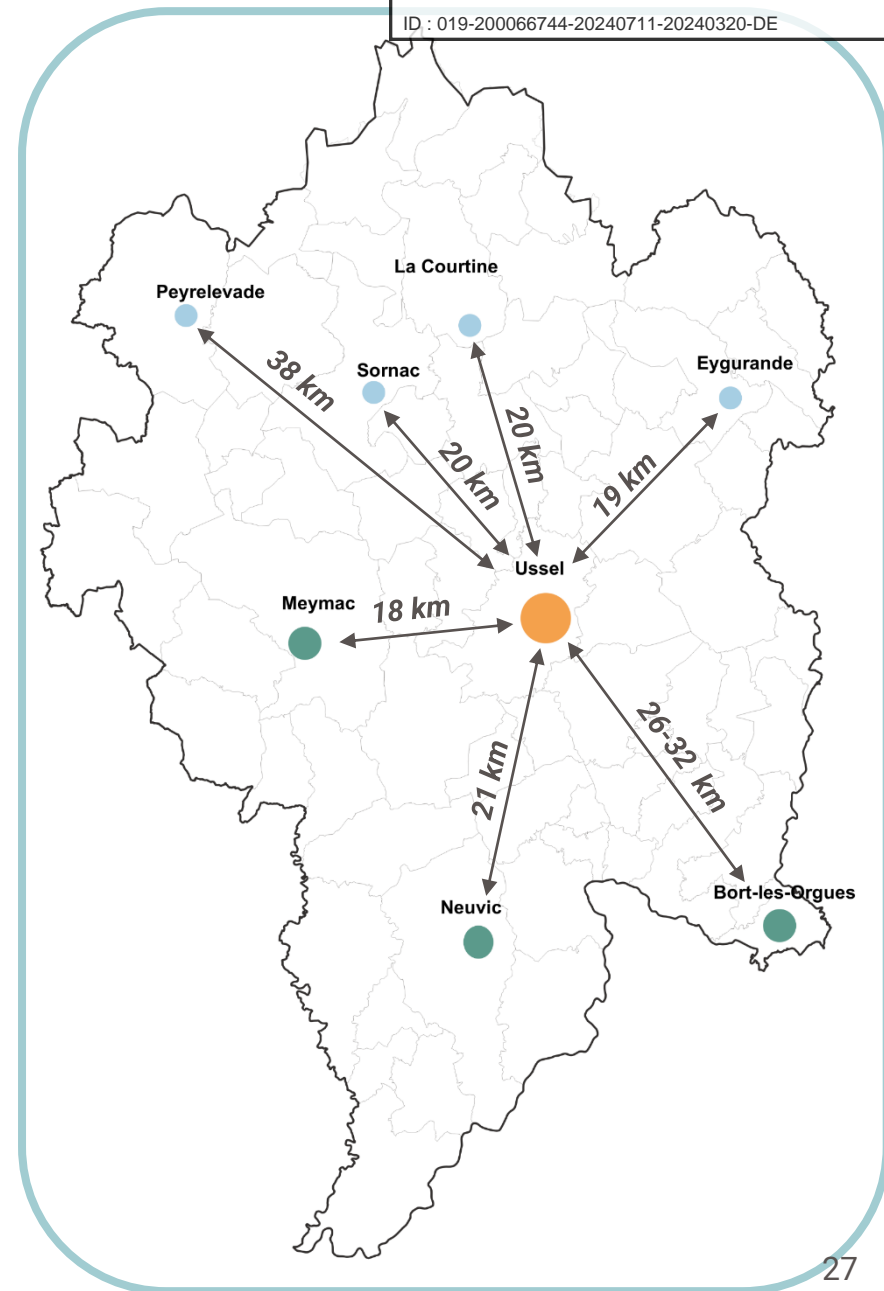 ID : 019-200066744-20240711-20240320-DE
La Courtine
Peyrelevade
Sornac
Eygurande
38 km
20 km
20 km
19 km
Ussel
Meymac
18 km
21 km
26-32 km
Neuvic
Bort-les-Orgues
27